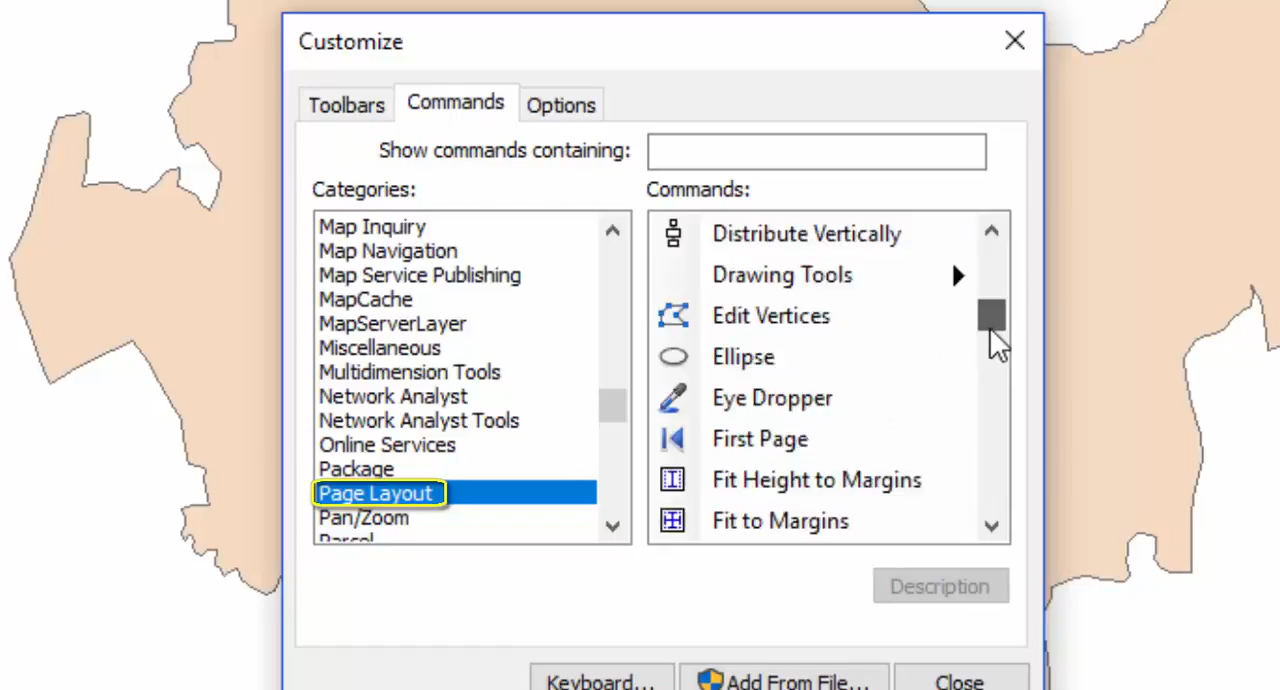 Customize
Toolbars Commands Options
Show commands containing:
Categories: Commands:
Map Inquiry
Map Navigation
Map Service Publishing
MapCache
MapServerLayer
Miscellaneous
Multidimension Tools
Network Analyst
Network Analyst Tools
Online Services
Package
Page Layout
Pan/Zoom
Parcel
Distribute Vertically
Drawing Tools
Edit Vertices
Ellipse
Eye Dropper
First Page
Fit Height to Margins
Fit to Margins
Description
Keyboard... Add From File... Close